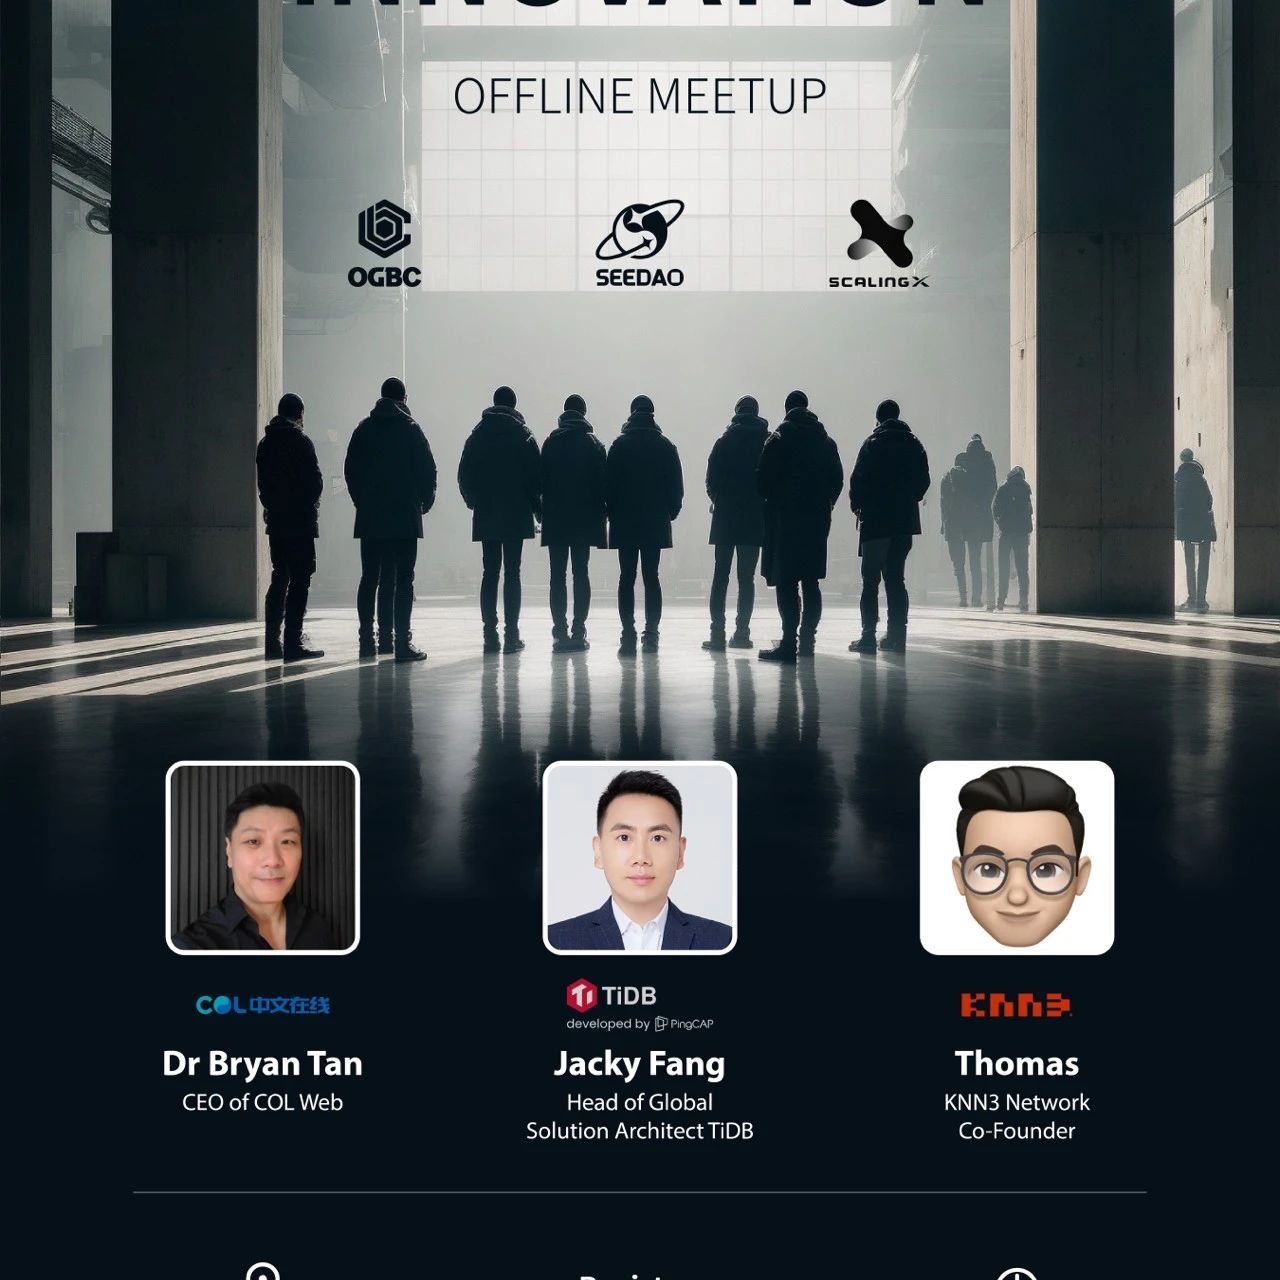 INNOVATION
OFFLINE MEETUP
OGBC
SEEDAO
SCALINGX
COL中文在线
TiDB
developed by PingCAP
KNN3
Dr Bryan Tan
CEO of COL Web
Jacky Fang
Head of Global
Solution Architect TiDB
Thomas
KNN3 Network
Co-Founder